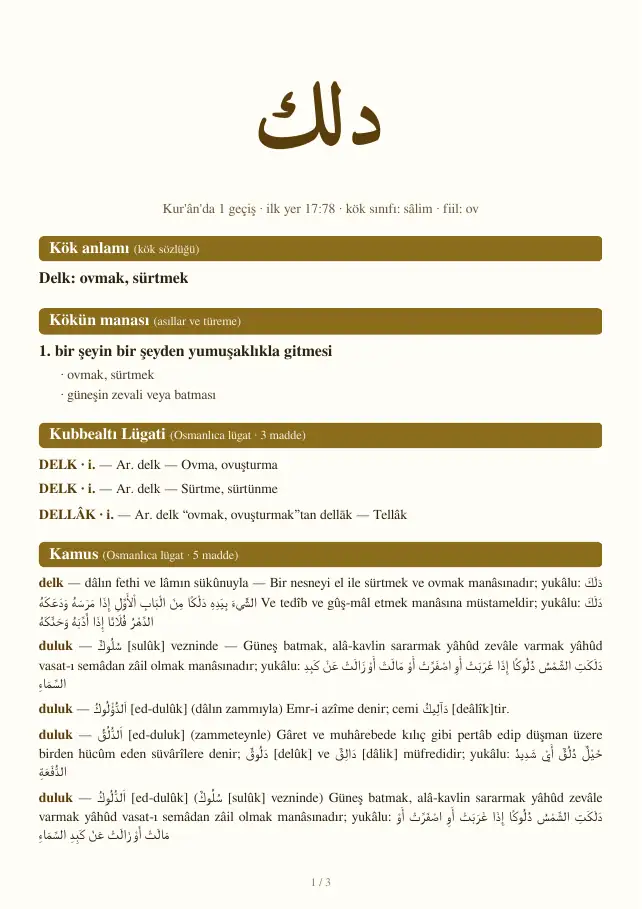 دلك
Kur'ân'da 1 geçiş · ilk yer 17:78 · kök sınıfı: sâlim · fiil: ov
Kök anlamı (kök sözlüğü)
Delk: ovmak, sürtmek
Kökün manası (asıllar ve türeme)
1. bir şeyin bir şeyden yumuşaklıkla gitmesi
· ovmak, sürtmek
· güneşin zevali veya batması
Kubbealtı Lügati (Osmanlıca lügat · 3 madde)
DELK · i. — Ar. delk — Ovma, ovuşturma
DELK · i. — Ar. delk — Sürtme, sürtünme
DELLÂK · i. — Ar. delk “ovmak, ovuşturmak”tan dellāk — Tellâk
Kamus (Osmanlıca lügat · 5 madde)
delk — dâlın fethi ve lâmın sükûnuyla — Bir nesneyi el ile sürtmek ve ovmak manâsınadır; yukâlu: دَلَكَ
الشَّيءَ بِيَدِهِ دَلْكًا مِنَ الْبَابِ الْأَوَّلِ إِذَا مَرَسَهُ وَدَعَكَهُ Ve tedîb ve gûş-mâl etmek manâsına müstameldir; yukâlu: دَلَكَ
الدَّهْرُ فُلَانًا إِذَا أَدَّبَهُ وَحَنَّكَهُ
duluk — سُلُوكٌ [sulûk] vezninde — Güneş batmak, alâ-kavlin sararmak yâhûd zevâle varmak yâhûd
vasat-ı semâdan zâil olmak manâsınadır; yukâlu: دَلَكَتِ الشَّمْسُ دُلُوكًا إِذَا غَرَبَتْ أَوِ اصْفَرَّتْ أَوْ مَالَتْ أَوْ زَالَتْ عَنْ كَبِدِ
السَّمَاءِ
duluk — اَلدُّؤْلُوكُ [ed-dulûk] (dâlın zammıyla) Emr-i azîme denir; cemi دَآلِيكُ [deâlîk]tir.
duluk — اَلدُّلُقُ [ed-duluk] (zammeteynle) Gâret ve muhârebede kılıç gibi pertâb edip düşman üzere
birden hücûm eden süvârîlere denir; دَلُوقٌ [delûk] ve دَالِقٌ [dâlik] müfredidir; yukâlu: خَيْلٌ دُلُقٌ أَيْ شَدِيدُ
الدُّفْعَةِ
duluk — اَلدُّلُوكُ [ed-dulûk] (سُلُوكٌ [sulûk] vezninde) Güneş batmak, alâ-kavlin sararmak yâhûd zevâle
varmak yâhûd vasat-ı semâdan zâil olmak manâsınadır; yukâlu: دَلَكَتِ الشَّمْسُ دُلُوكًا إِذَا غَرَبَتْ أَوِ اصْفَرَّتْ أَوْ
مَالَتْ أَوْ زَالَتْ عَنْ كَبِدِ السَّمَاءِ
1 / 3